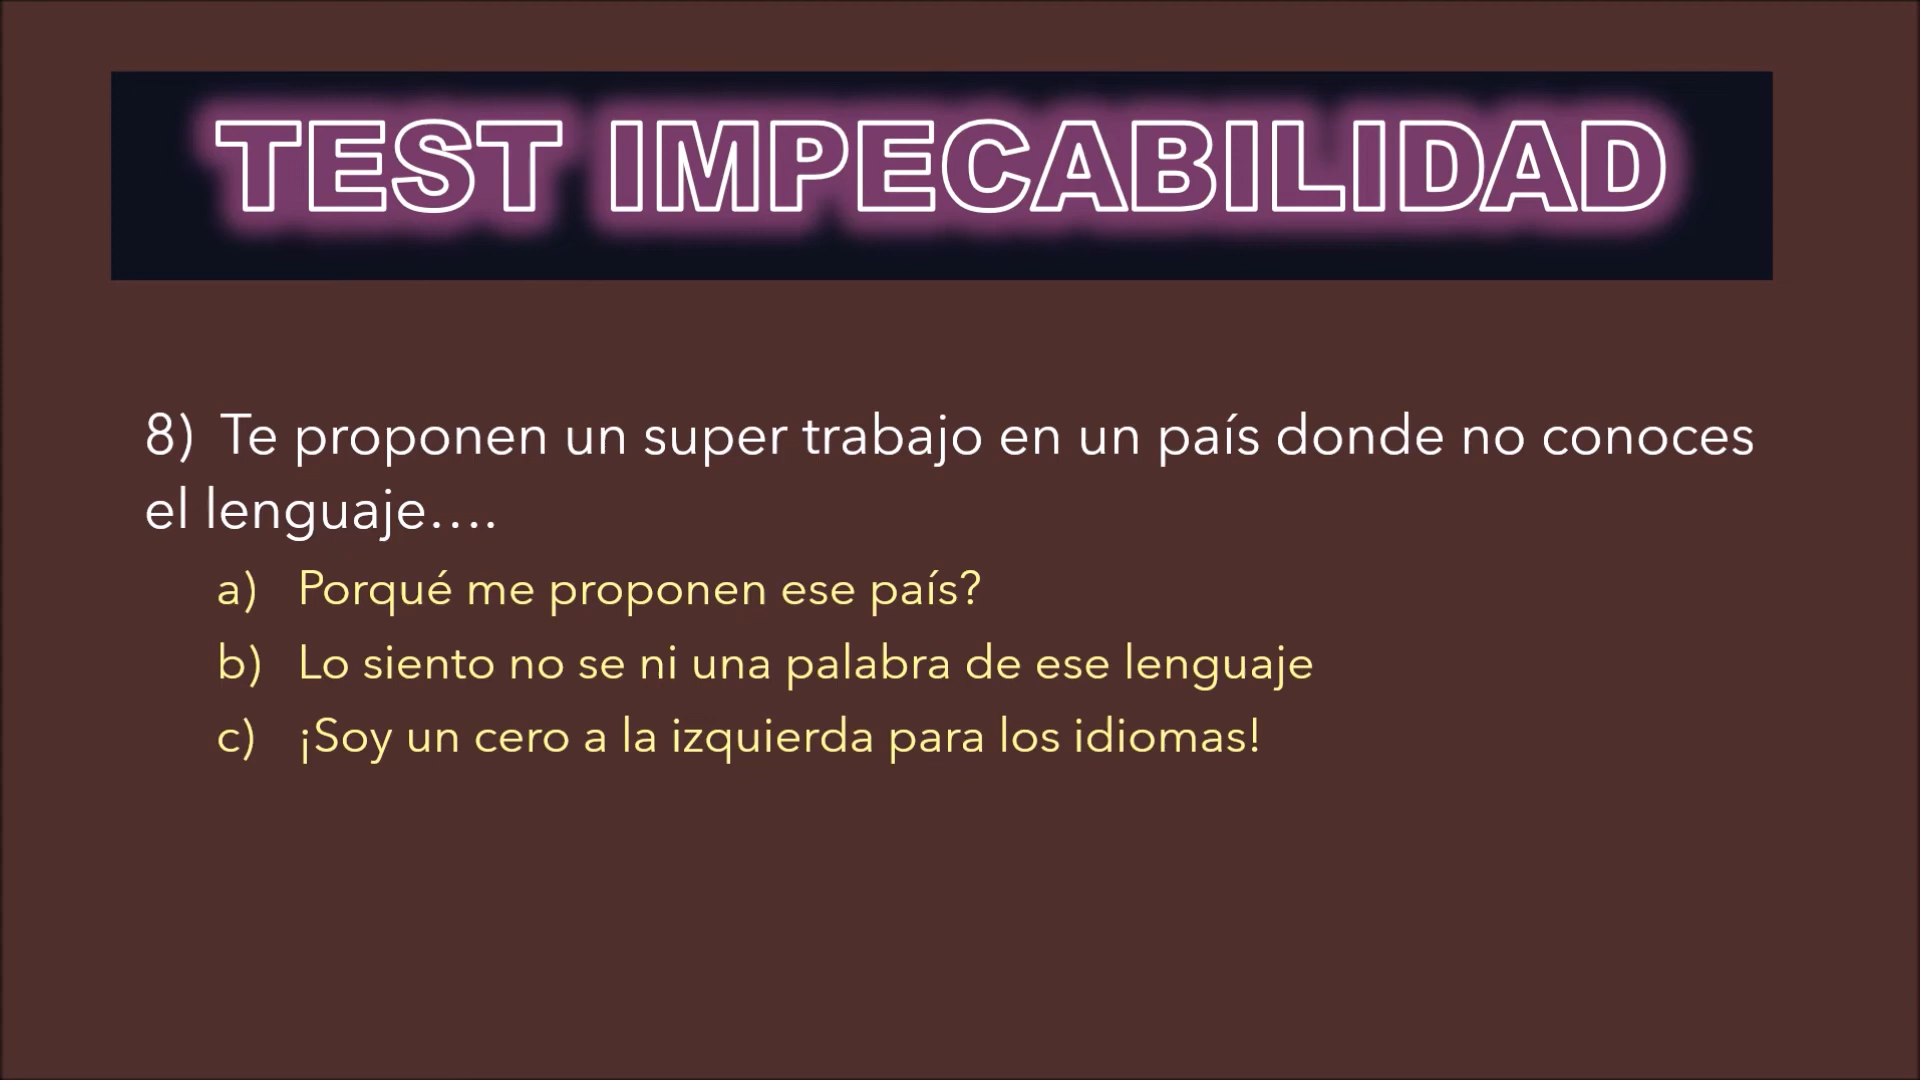 TEST IMPECABILIDAD
8) Te proponen un super trabajo en un país donde no conoces
el lenguaje....
a) Porqué me proponen ese país?
b) Lo siento no se ni una palabra de ese lenguaje
c) ¡Soy un cero a la izquierda para los idiomas!